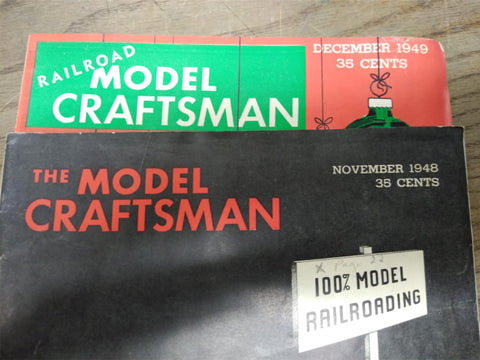 RAILROAD
MODEL
CRAFTSMAN
DECEMBER 1949
35 CENTS
THE MODEL
CRAFTSMAN
NOVEMBER 1948
35 CENTS
100% MODEL
RAILROADING